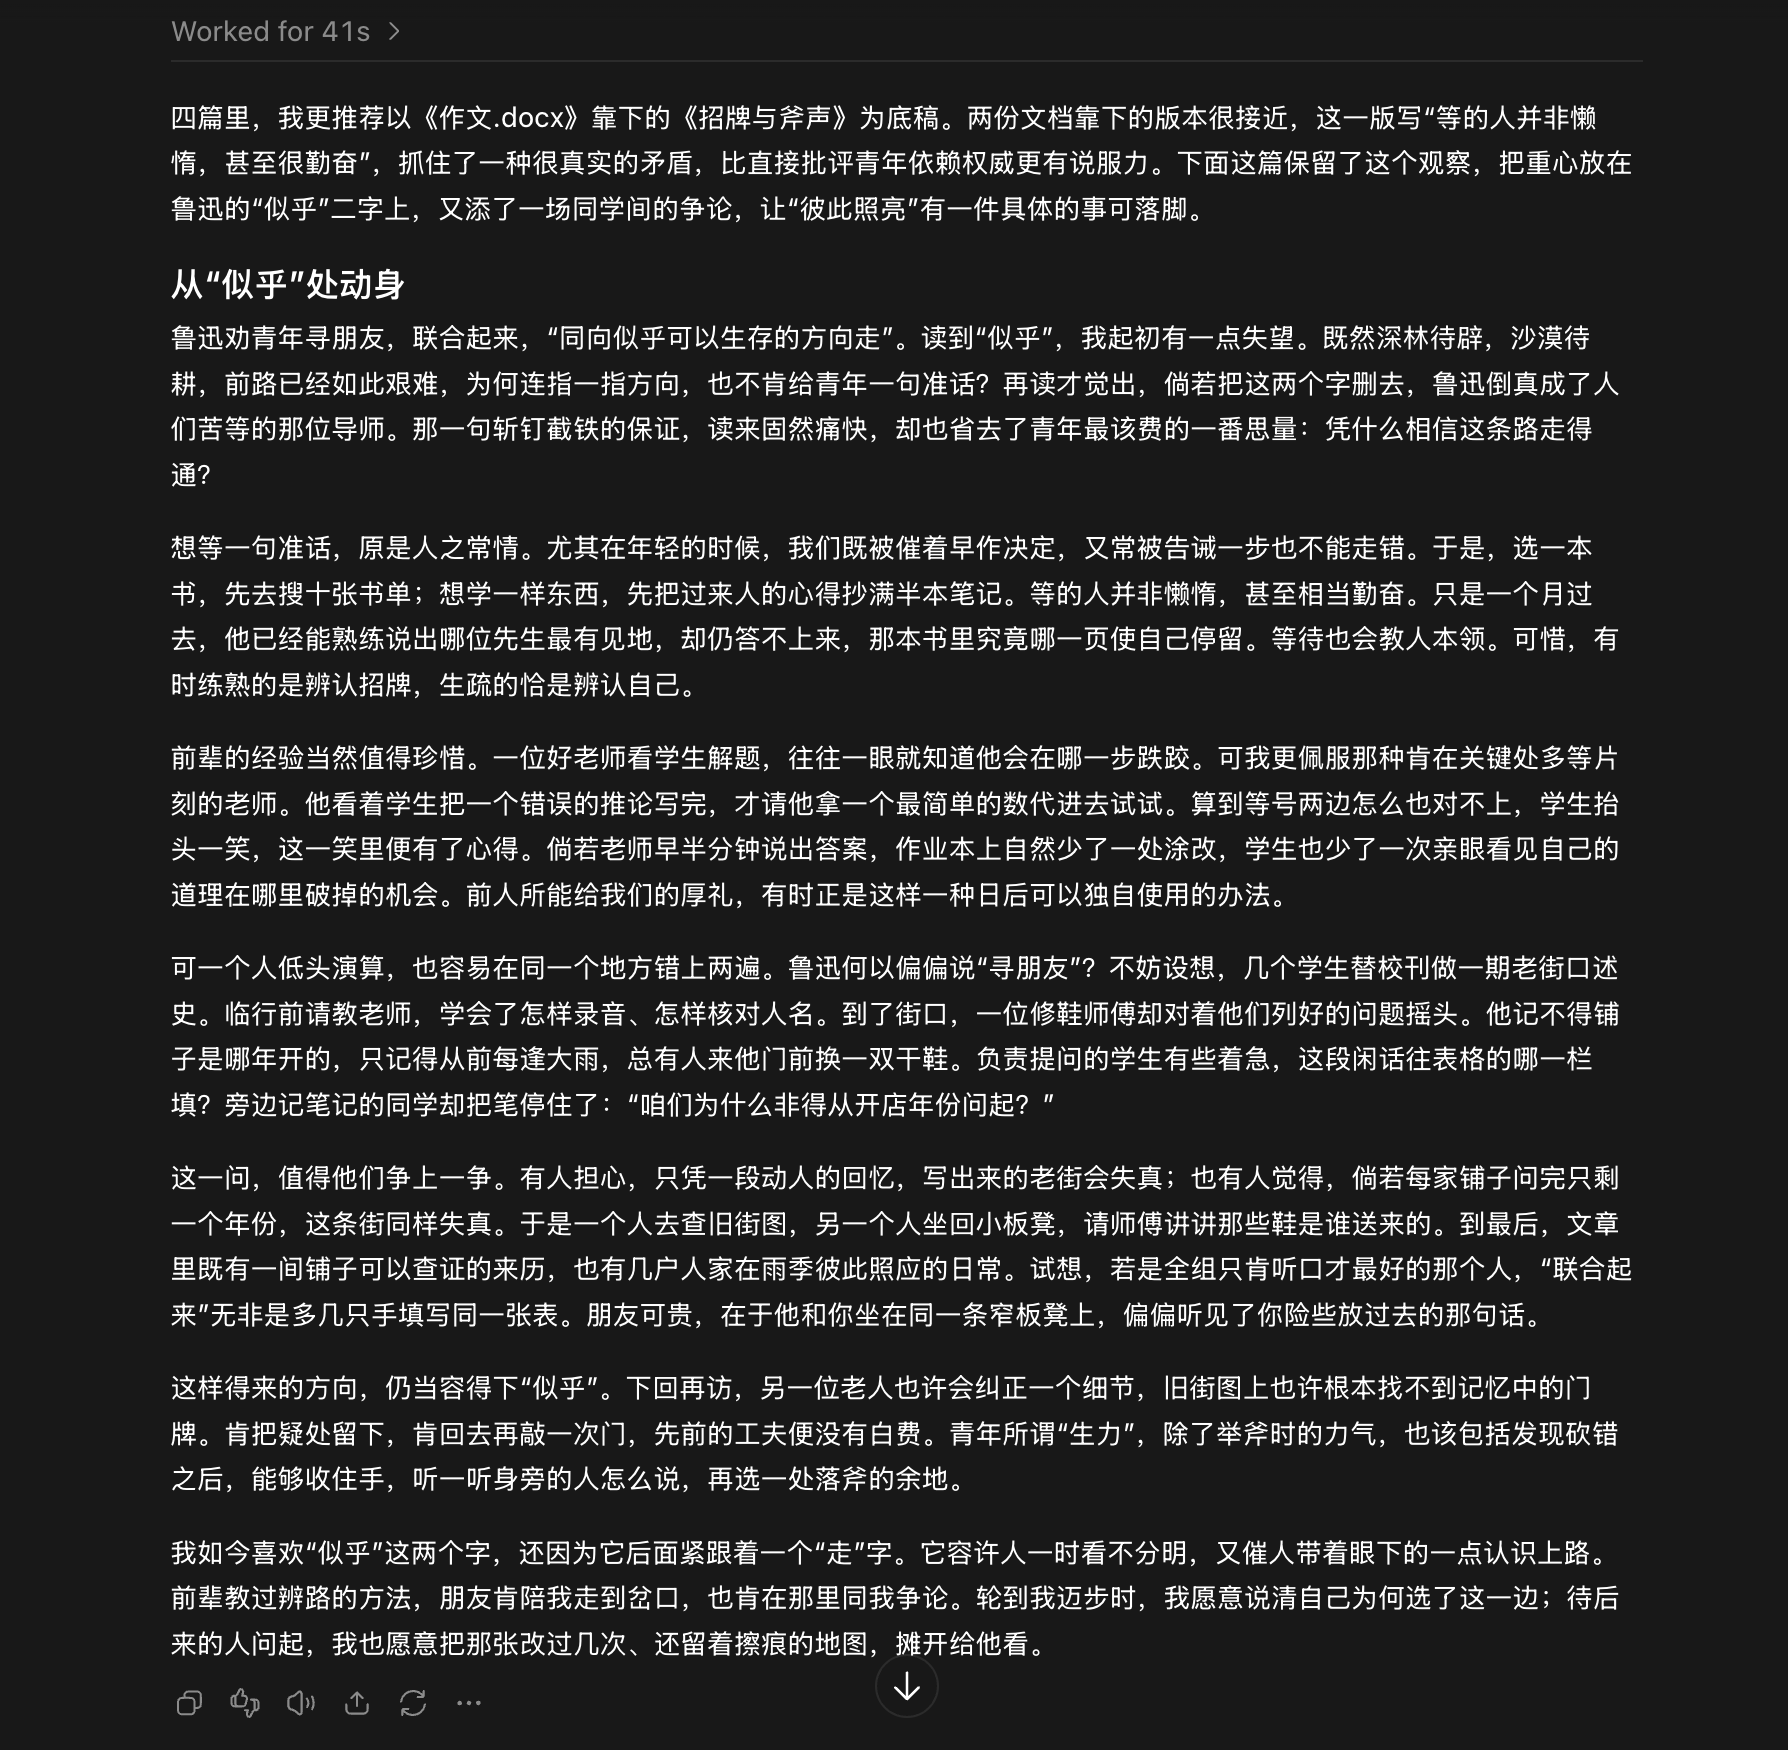 Worked for 41s
四篇里，我更推荐以《作文.docx》靠下的《招牌与斧声》为底稿。两份文档靠下的版本很接近，这一版写“等的人并非懒
惰，甚至很勤奋”，抓住了一种很真实的矛盾，比直接批评青年依赖权威更有说服力。下面这篇保留了这个观察，把重心放在
鲁迅的“似乎”二字上，又添了一场同学间的争论，让“彼此照亮”有一件具体的事可落脚。
从“似乎”处动身
鲁迅劝青年寻朋友，联合起来，“同向似乎可以生存的方向走”。读到“似乎”，我起初有一点失望。既然深林待辟，沙漠待
耕，前路已经如此艰难，为何连指一指方向，也不肯给青年一句准话？再读才觉出，倘若把这两个字删去，鲁迅倒真成了人
们苦等的那位导师。那一句斩钉截铁的保证，读来固然痛快，却也省去了青年最该费的一番思量：凭什么相信这条路走得
通？
想等一句准话，原是人之常情。尤其在年轻的时候，我们既被催着早作决定，又常被告诫一步也不能走错。于是，选一本
书，先去搜十张书单；想学一样东西，先把过来人的心得抄满半本笔记。等的人并非懒惰，甚至相当勤奋。只是一个月过
去，他已经能熟练说出哪位先生最有见地，却仍答不上来，那本书里究竟哪一页使自己停留。等待也会教人本领。可惜，有
时练熟的是辨认招牌，生疏的恰是辨认自己。
前辈的经验当然值得珍惜。一位好老师看学生解题，往往一眼就知道他会在哪一步跌跤。可我更佩服那种肯在关键处多等片
刻的老师。他看着学生把一个错误的推论写完，才请他拿一个最简单的数代进去试试。算到等号两边怎么也对不上，学生抬
头一笑，这一笑里便有了心得。倘若老师早半分钟说出答案，作业本上自然少了一处涂改，学生也少了一次亲眼看见自己的
道理在哪里破掉的机会。前人所能给我们的厚礼，有时正是这样一种日后可以独自使用的办法。
可一个人低头演算，也容易在同一个地方错上两遍。鲁迅何以偏偏说“寻朋友”？不妨设想，几个学生替校刊做一期老街口述
史。临行前请教老师，学会了怎样录音、怎样核对人名。到了街口，一位修鞋师傅却对着他们列好的问题摇头。他记不得铺
子是哪年开的，只记得从前每逢大雨，总有人来他门前换一双干鞋。负责提问的学生有些着急，这段闲话往表格的哪一栏
填？旁边记笔记的同学却把笔停住了：“咱们为什么非得从开店年份问起？”
这一问，值得他们争上一争。有人担心，只凭一段动人的回忆，写出来的老街会失真；也有人觉得，倘若每家铺子问完只剩
一个年份，这条街同样失真。于是一个人去查旧街图，另一个人坐回小板凳，请师傅讲讲那些鞋是谁送来的。到最后，文章
里既有一间铺子可以查证的来历，也有几户人家在雨季彼此照应的日常。试想，若是全组只肯听口才最好的那个人，“联合起
来”无非是多几只手填写同一张表。朋友可贵，在于他和你坐在同一条窄板凳上，偏偏听见了你险些放过去的那句话。
这样得来的方向，仍当容得下“似乎”。下回再访，另一位老人也许会纠正一个细节，旧街图上也许根本找不到记忆中的门
牌。肯把疑处留下，肯回去再敲一次门，先前的工夫便没有白费。青年所谓“生力”，除了举斧时的力气，也该包括发现砍错
之后，能够收住手，听一听身旁的人怎么说，再选一处落斧的余地。
我如今喜欢“似乎”这两个字，还因为它后面紧跟着一个“走”字。它容许人一时看不分明，又催人带着眼下的一点认识上路。
前辈教过辨路的方法，朋友肯陪我走到岔口，也肯在那里同我争论。轮到我迈步时，我愿意说清自己为何选了这一边；待后
来的人问起，我也愿意把那张改过几次、还留着擦痕的地图，摊开给他看。